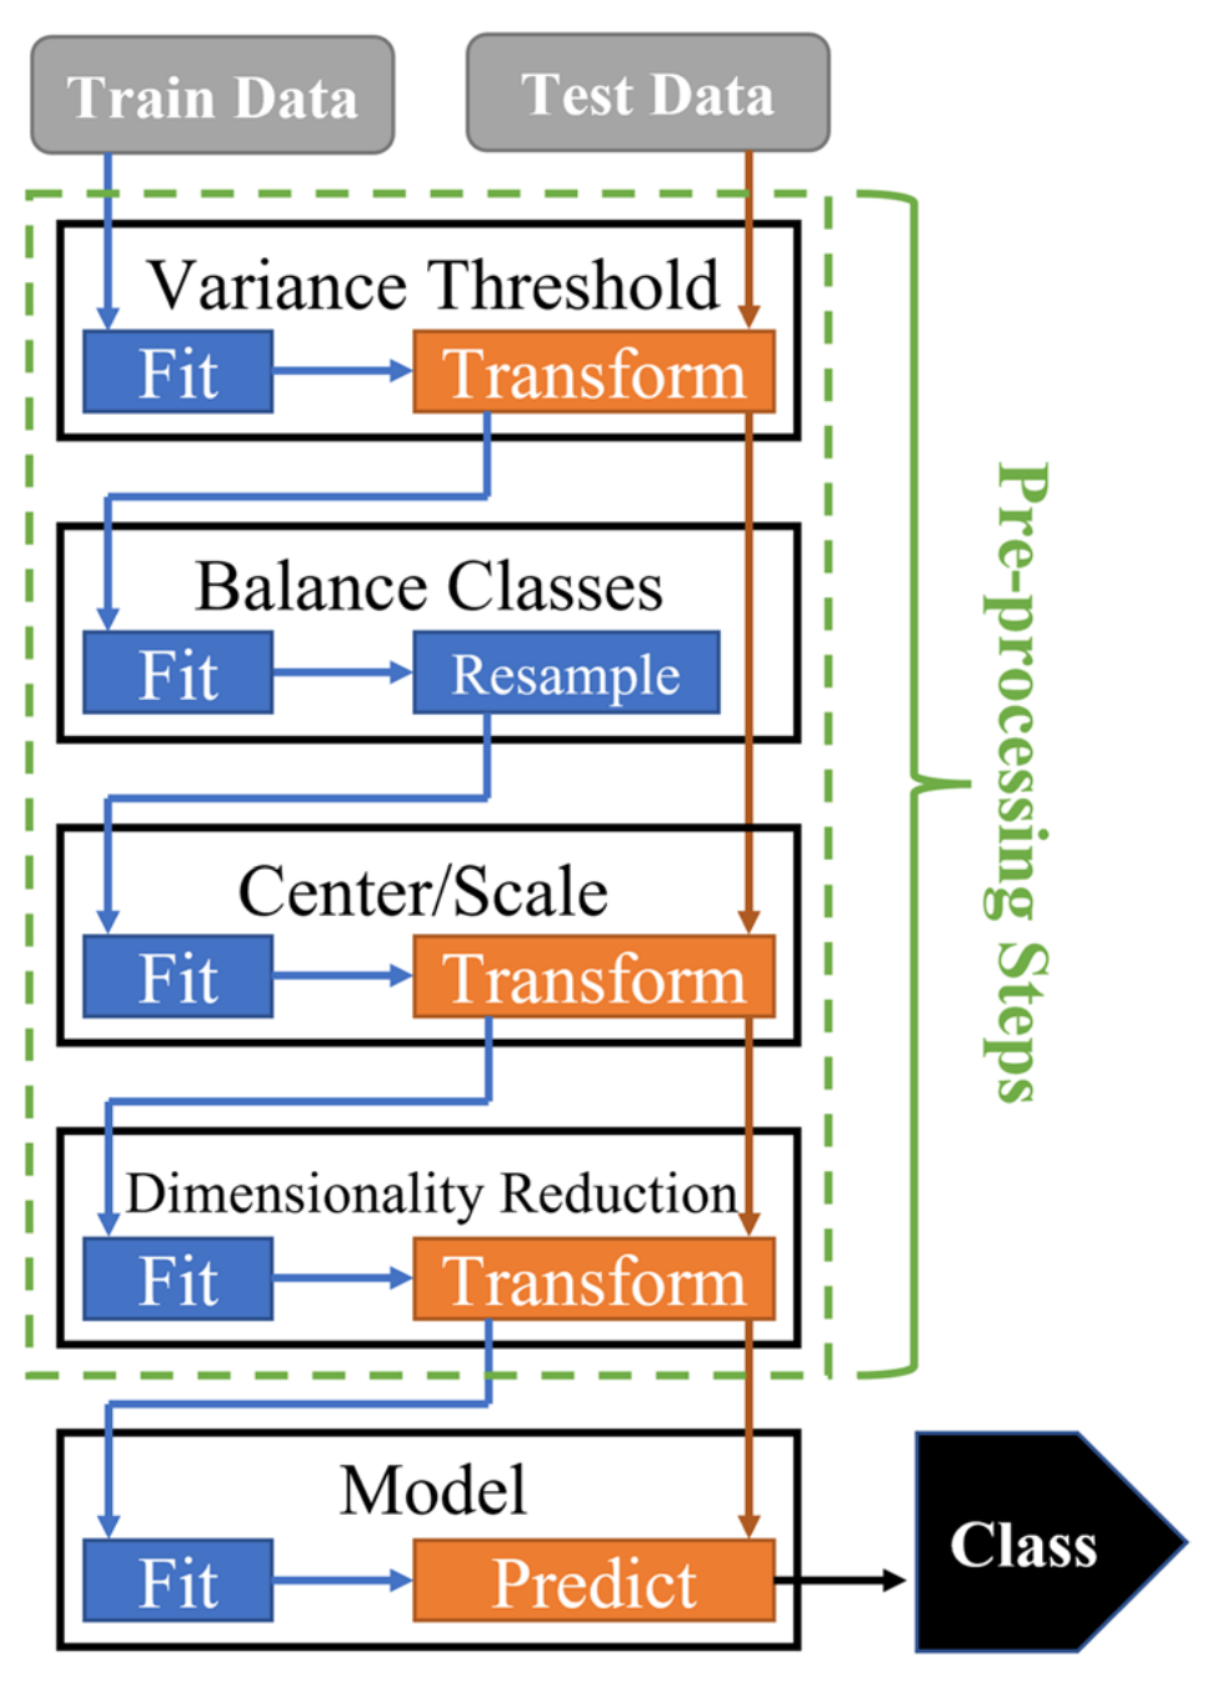 Train Data
Test Data
Variance Threshold
Fit
Transform
Balance Classes
Fit
Resample
Center/Scale
Fit
Transform
Dimensionality Reduction
Fit
Transform
Pre-processing Steps
Model
Fit
Predict
Class